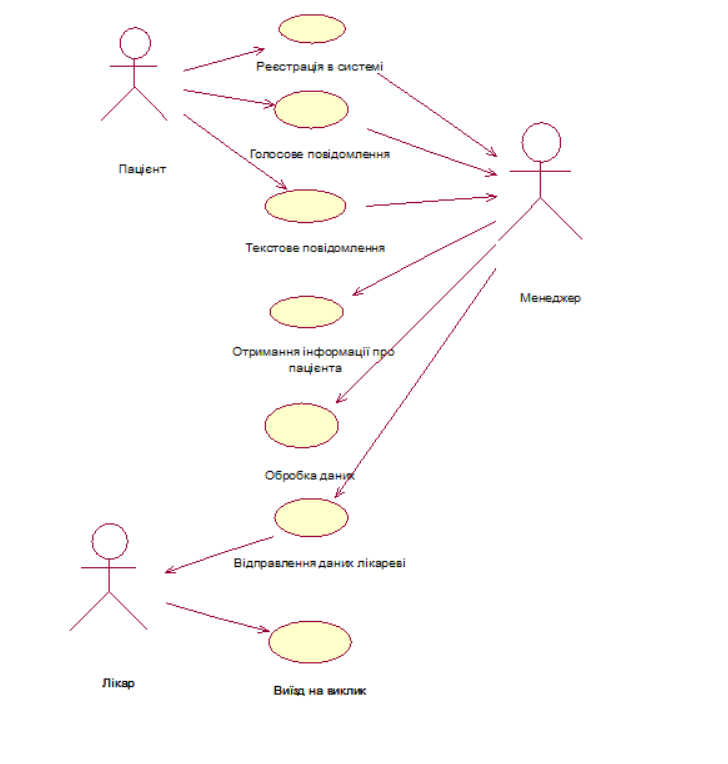 Реєстрація в системі
Голосове повідомлення
Пацієнт
Текстове повідомлення
Менеджер
Отримання інформації про
пацієнта
Обробка даних
Відправлення даних лікареві
Лікар
Виїзд на виклик